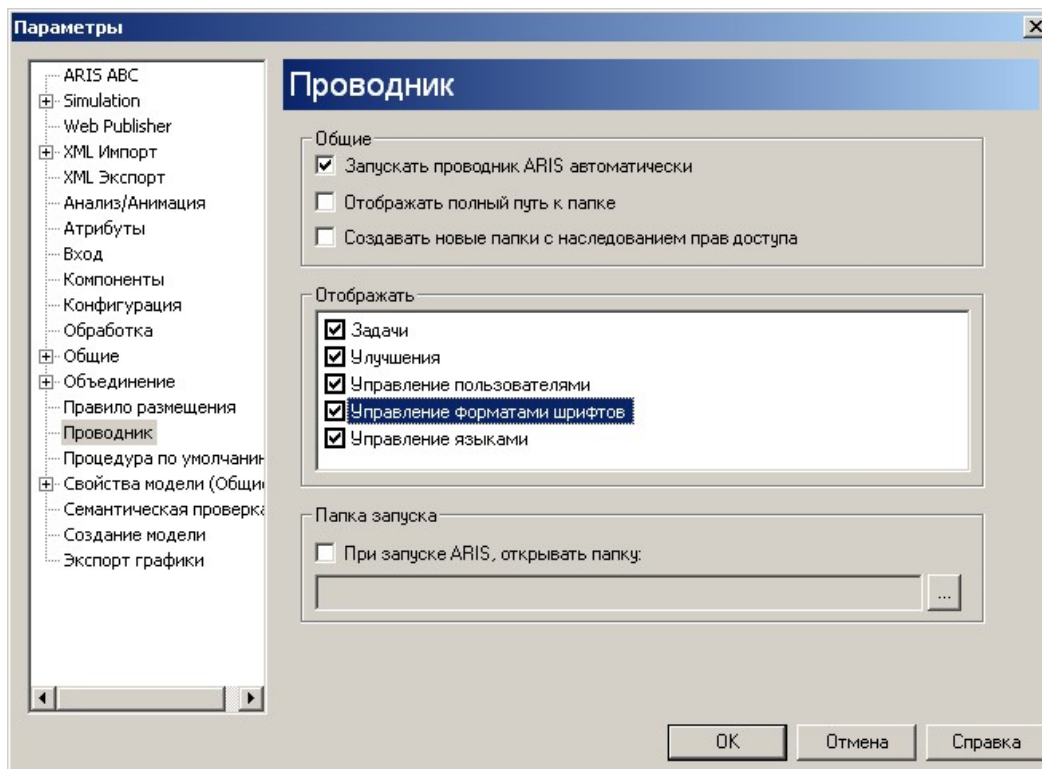 Параметры
ARIS ABC
Simulation
Web Publisher
XML Импорт
XML Экспорт
Анализ/Анимация
Атрибуты
Вход
Компоненты
Конфигурация
Обработка
Общие
Объединение
Правило размещения
Проводник
Процедура по умолчани
Свойства модели (Общи
Семантическая проверк
Создание модели
Экспорт графики
Проводник
Общие
Запускать проводник ARIS автоматически
Отображать полный путь к папке
Создавать новые папки с наследованием прав доступа
Отображать
Задачи
Улучшения
Управление пользователями
Управление форматами шрифтов
Управление языками
Папка запуска
При запуске ARIS, открывать папку:
...
OK
Отмена
Справка